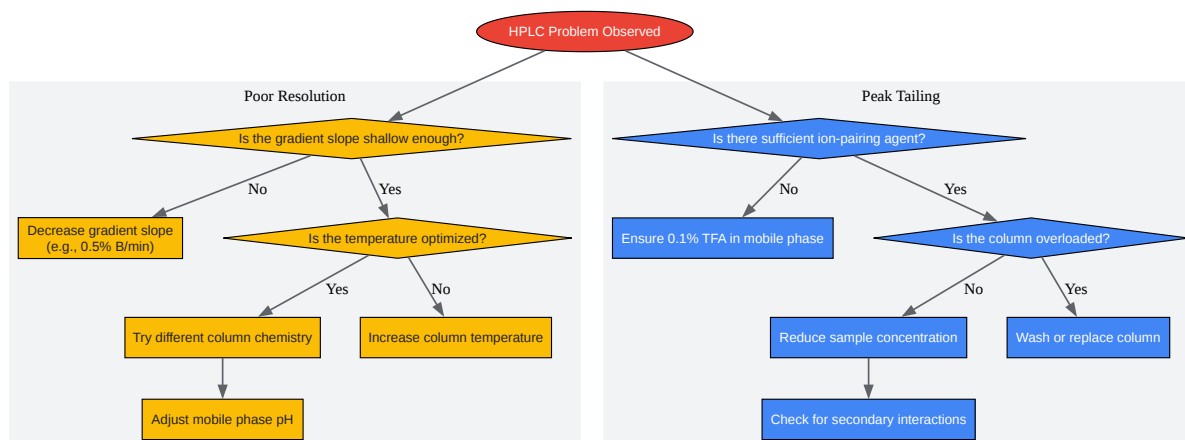 HPLC Problem Observed
Poor Resolution
Peak Tailing
Is the gradient slope shallow enough?
Is there sufficient ion-pairing agent?
No
Yes
No
Yes
Decrease gradient slope
(e.g., 0.5% B/min)
Is the temperature optimized?
Ensure 0.1% TFA in mobile phase
Is the column overloaded?
Yes
No
No
Yes
Try different column chemistry
Increase column temperature
Reduce sample concentration
Wash or replace column
Adjust mobile phase pH
Check for secondary interactions